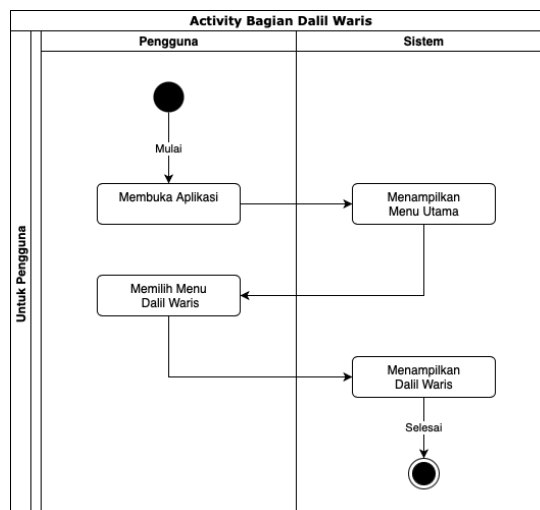 Activity Bagian Dalil Waris
Pengguna
Sistem
Untuk Pengguna
Mulai
Membuka Aplikasi
Menampilkan
Menu Utama
Memilih Menu
Dalil Waris
Menampilkan
Dalil Waris
Selesai